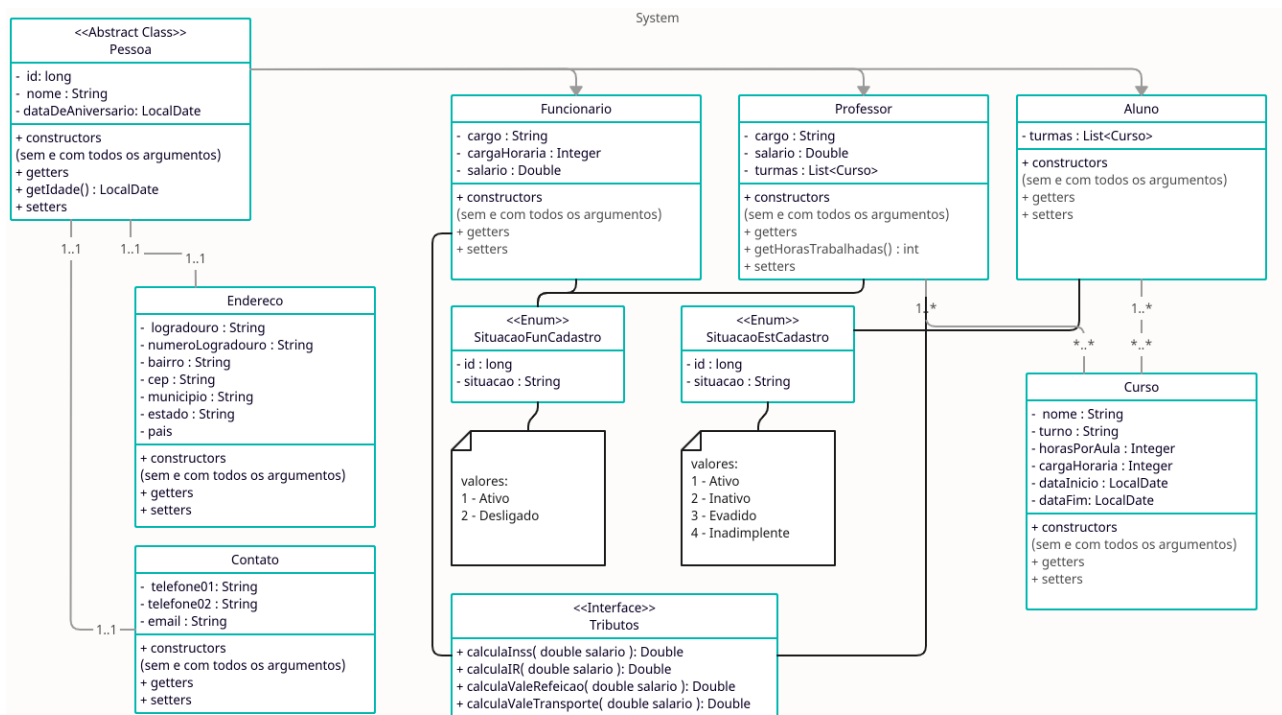 System
<<Abstract Class>>
Pessoa
- id: long
- nome : String
- dataDeAniversario: LocalDate
+ constructors
(sem e com todos os argumentos)
+ getters
+ getIdade() : LocalDate
+ setters
Funcionario
- cargo : String
- cargaHoraria : Integer
- salario : Double
+ constructors
(sem e com todos os argumentos)
+ getters
+ setters
Professor
- cargo : String
- salario : Double
- turmas : List<Curso>
+ constructors
(sem e com todos os argumentos)
+ getters
+ getHorasTrabalhadas() : int
+ setters
Aluno
- turmas : List<Curso>
+ constructors
(sem e com todos os argumentos)
+ getters
+ setters
1..1
1..1
1..1
Endereco
- logradouro : String
- numeroLogradouro : String
- bairro : String
- cep : String
- municipio : String
- estado : String
- pais
+ constructors
(sem e com todos os argumentos)
+ getters
+ setters
<<Enum>>
SituacaoFunCadastro
- id : long
- situacao : String
<<Enum>>
SituacaoEstCadastro
- id : long
- situacao : String
1..*
1..*
*..*
*..*
Curso
- nome : String
- turno : String
- horasPorAula : Integer
- cargaHoraria : Integer
- dataInicio : LocalDate
- dataFim: LocalDate
+ constructors
(sem e com todos os argumentos)
+ getters
+ setters
valores:
1 - Ativo
2 - Desligado
valores:
1 - Ativo
2 - Inativo
3 - Evadido
4 - Inadimplente
Contato
- telefone01: String
- telefone02 : String
- email : String
+ constructors
(sem e com todos os argumentos)
+ getters
+ setters
1..1
<<Interface>>
Tributos
+ calculaInss( double salario ): Double
+ calculaIR( double salario ): Double
+ calculaValeRefeicao( double salario ): Double
+ calculaValeTransporte( double salario ): Double